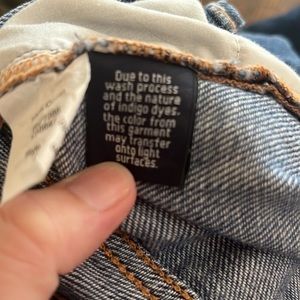 Due to this
wash process
and the nature
of indigo dyes.
the color from
this garment
may transfer
onto light
surfaces.